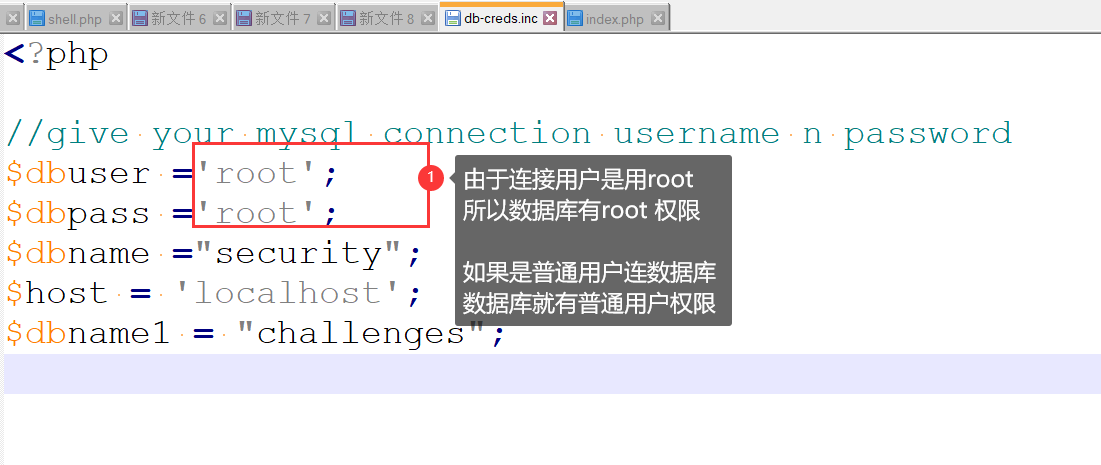 shell.php 新文件 6 新文件 7 新文件 8 db-creds.inc index.php
<?php
//give your mysql connection username n password
$dbuser ='root';
$dbpass ='root';
$dbname ="security";
$host = 'localhost';
$dbname1 = "challenges";
1
由于连接用户是用root
所以数据库有root 权限
如果是普通用户连数据库
数据库就有普通用户权限